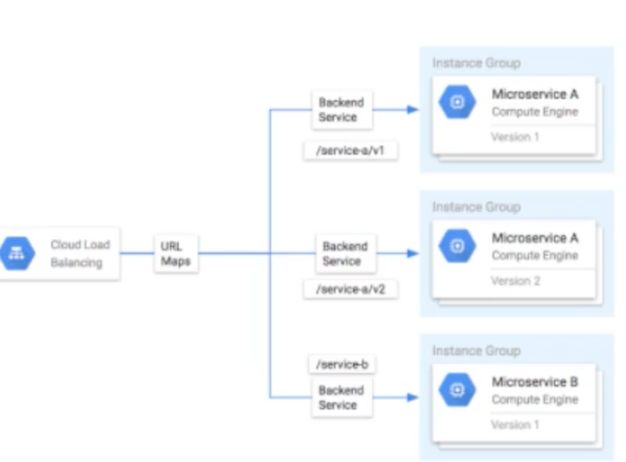 Cloud Load
Balancing
URL
Maps
Backend
Service
/service-a/v1
Instance Group
Microservice A
Compute Engine
Version 1
Backend
Service
/service-a/v2
Instance Group
Microservice A
Compute Engine
Version 2
/service-b
Backend
Service
Instance Group
Microservice B
Compute Engine
Version 1